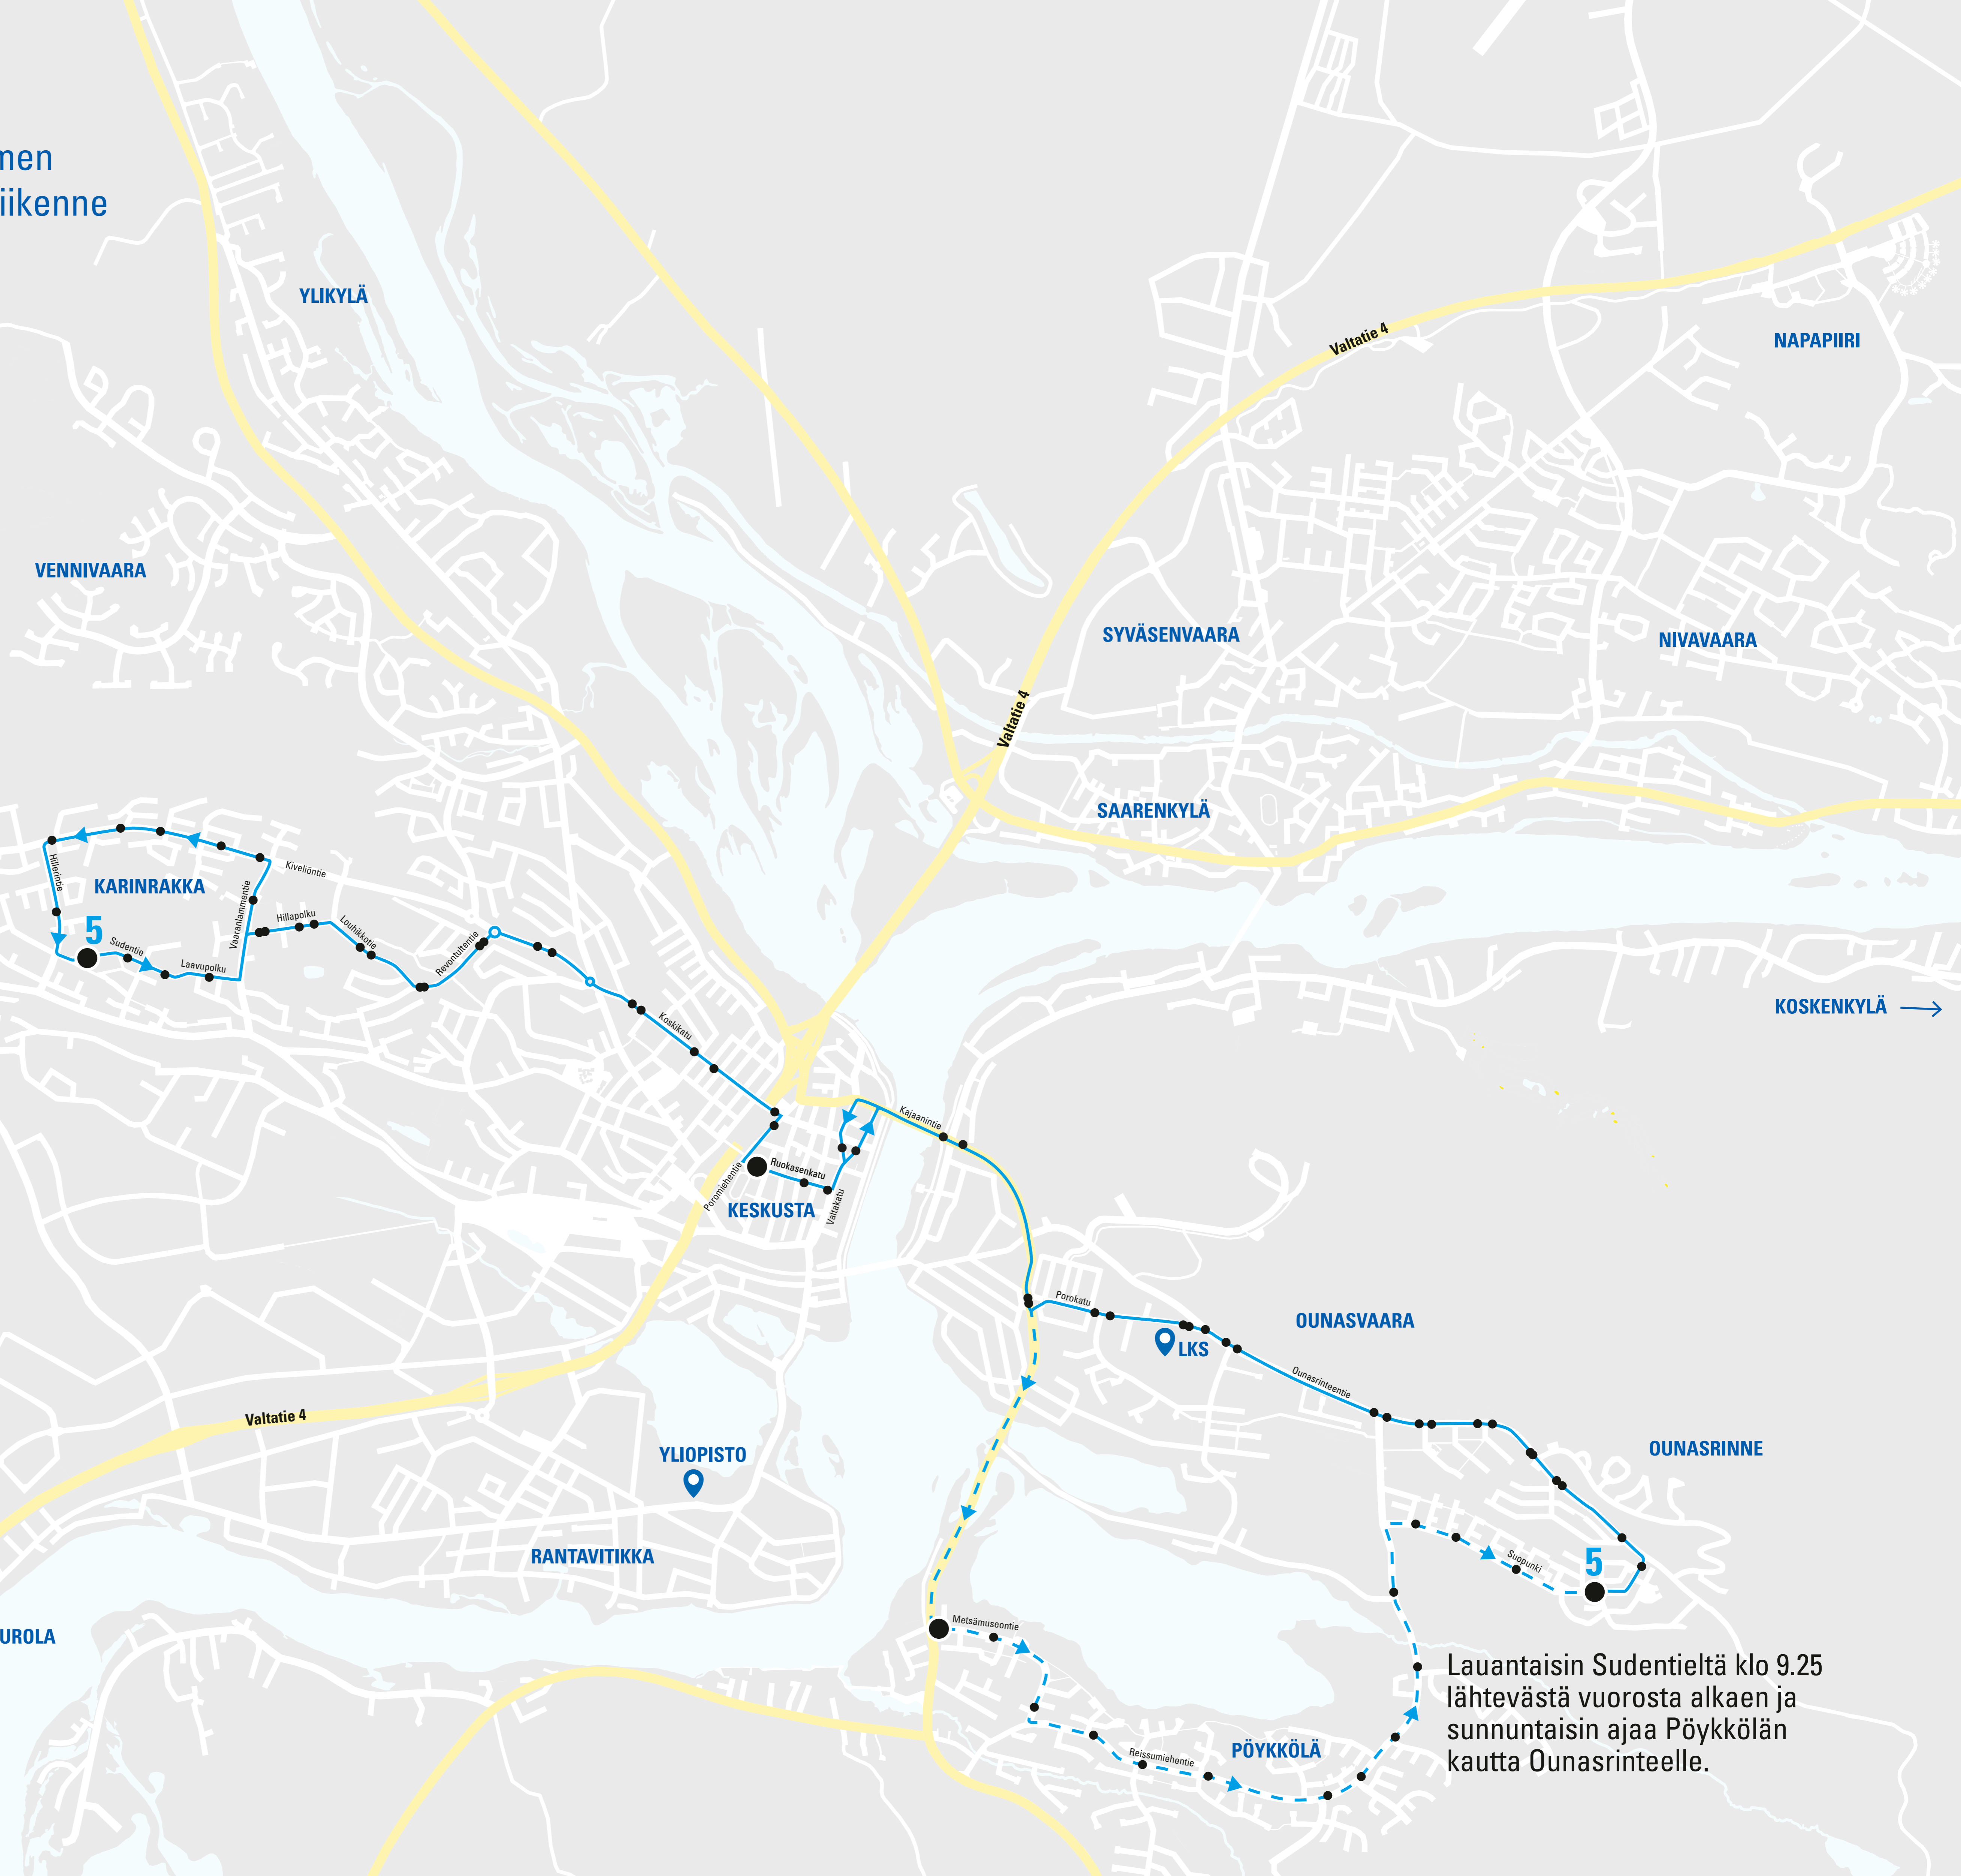 men
iikenne
YLIKYLÄ
NAPAPIIRI
Valtatie 4
VENNIVAARA
SYVÄSENVAARA
NIVAVAARA
Valtatie 4
SAARENKYLÄ
Kiveliöntie
Hillerintie
KARINRAKKA
Vaaranlammentie
Hillapolku
Louhikkotie
5
Sudentie
Laavupolku
Revontultentie
Koskikatu
KOSKENKYLÄ
Kajaanintie
Ruokasenkatu
Poromiehentie
Valtakatu
KESKUSTA
Porokatu
OUNASVAARA
LKS
Ounasrinteentie
Valtatie 4
YLIOPISTO
OUNASRINNE
RANTAVITIKKA
Suopunki
5
UROLA
Metsämuseontie
Lauantaisin Sudentieltä klo 9.25
lähtevästä vuorosta alkaen ja
sunnuntaisin ajaa Pöykkölän
kautta Ounasrinteelle.
Reissumiehentie
PÖYKKÖLÄ